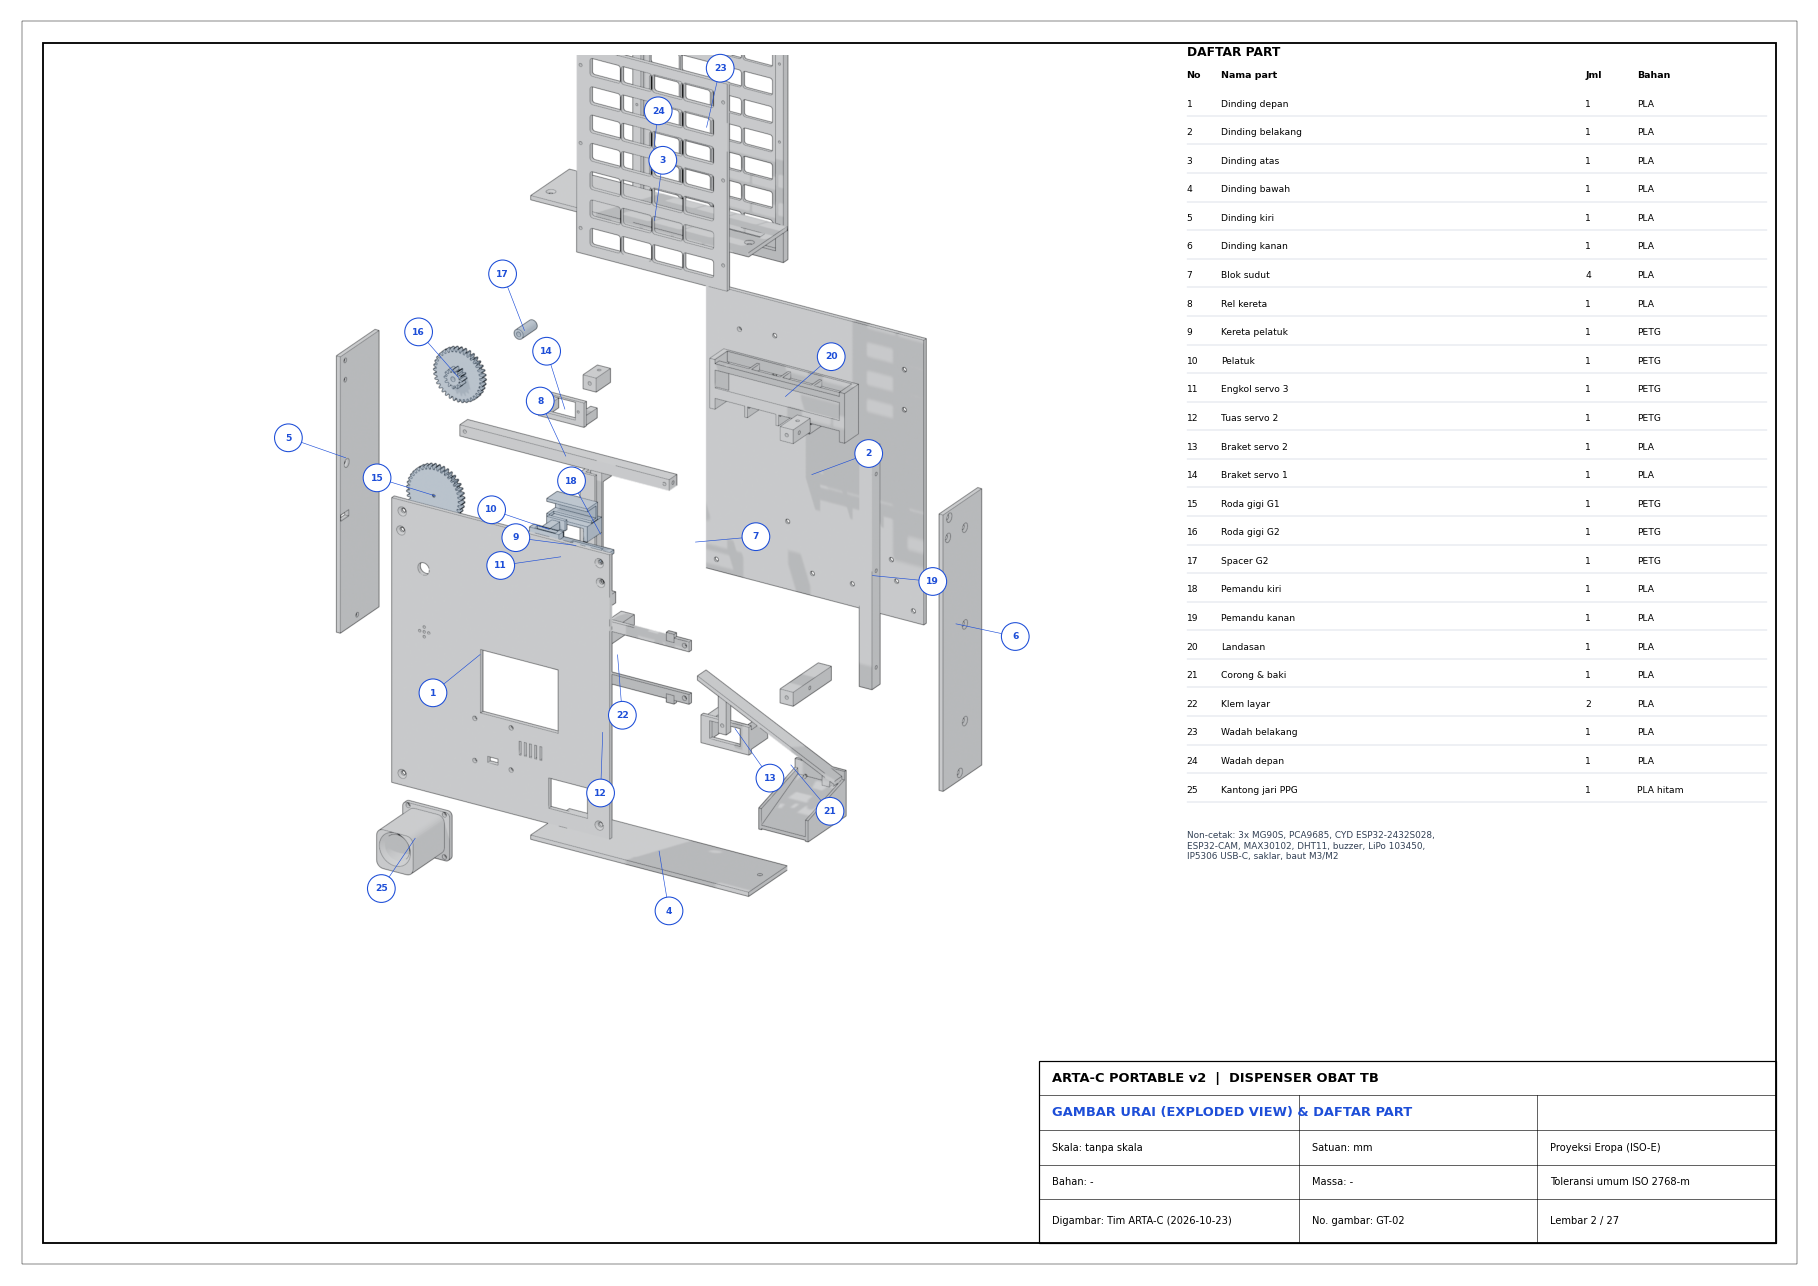 DAFTAR PART
No Nama part Jml Bahan
1 Dinding depan 1 PLA
2 Dinding belakang 1 PLA
3 Dinding atas 1 PLA
4 Dinding bawah 1 PLA
5 Dinding kiri 1 PLA
6 Dinding kanan 1 PLA
7 Blok sudut 4 PLA
8 Rel kereta 1 PLA
9 Kereta pelatuk 1 PETG
10 Pelatuk 1 PETG
11 Engkol servo 3 1 PETG
12 Tuas servo 2 1 PETG
13 Braket servo 2 1 PLA
14 Braket servo 1 1 PLA
15 Roda gigi G1 1 PETG
16 Roda gigi G2 1 PETG
17 Spacer G2 1 PETG
18 Pemandu kiri 1 PLA
19 Pemandu kanan 1 PLA
20 Landasan 1 PLA
21 Corong & baki 1 PLA
22 Klem layar 2 PLA
23 Wadah belakang 1 PLA
24 Wadah depan 1 PLA
25 Kantong jari PPG 1 PLA hitam
Non-cetak: 3x MG90S, PCA9685, CYD ESP32-2432S028,
ESP32-CAM, MAX30102, DHT11, buzzer, LiPo 103450,
IP5306 USB-C, saklar, baut M3/M2
23
24
3
17
16
14
20
8
5
2
15
18
10
9
7
11
19
6
1
22
13
12
21
25
4
ARTA-C PORTABLE v2 | DISPENSER OBAT TB
GAMBAR URAI (EXPLODED VIEW) & DAFTAR PART
Skala: tanpa skala Satuan: mm Proyeksi Eropa (ISO-E)
Bahan: - Massa: - Toleransi umum ISO 2768-m
Digambar: Tim ARTA-C (2026-10-23) No. gambar: GT-02 Lembar 2 / 27